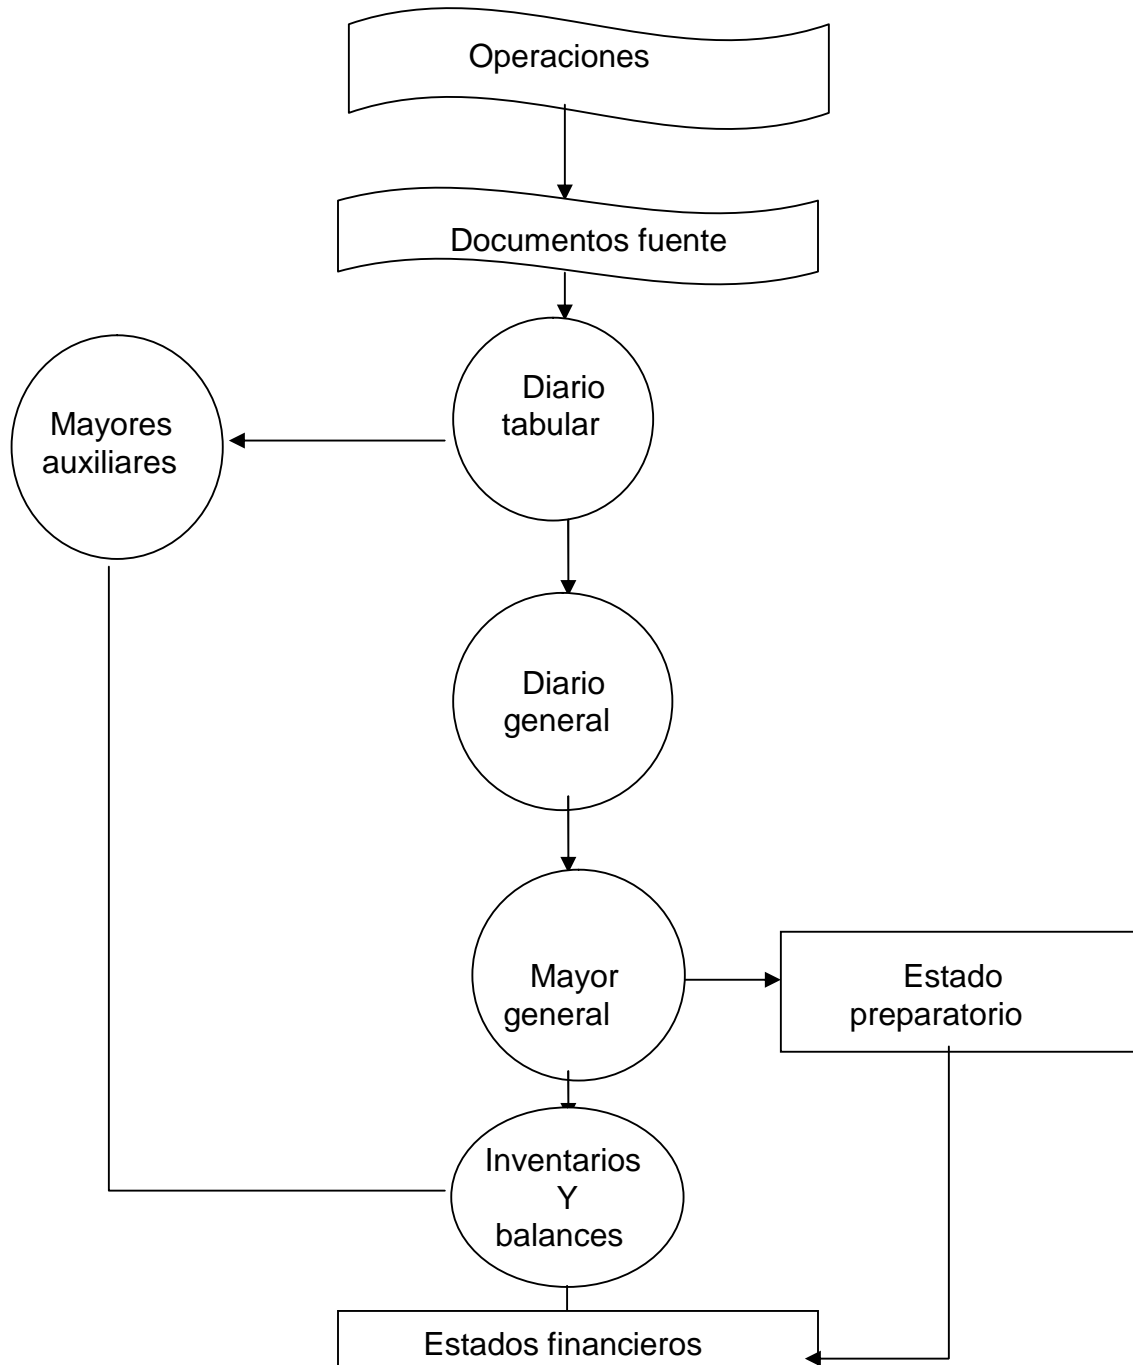 Operaciones
Documentos fuente
Diario
tabular
Mayores
auxiliares
Diario
general
Mayor
general
Estado
preparatorio
Inventarios
Y
balances
Estados financieros